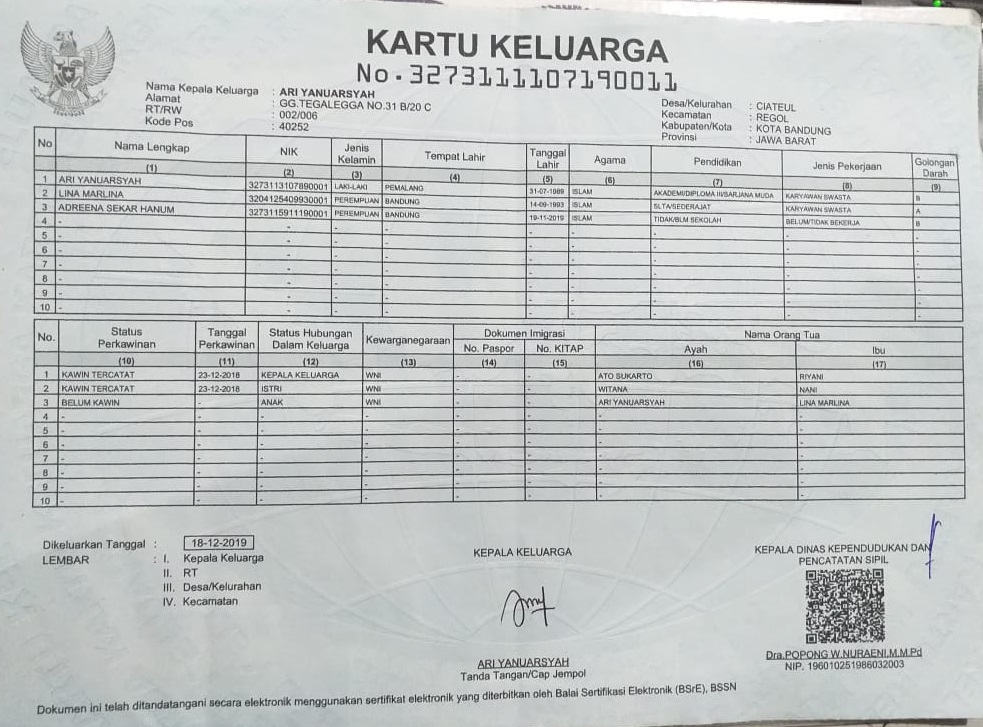 KARTU KELUARGA
No. 3273111107190011
Nama Kepala Keluarga : ARI YANUARSYAH
Alamat : GG.TEGALEGGA NO.31 B/20 C
RT/RW : 002/006
Kode Pos : 40252
Desa/Kelurahan : CIATEUL
Kecamatan : REGOL
Kabupaten/Kota : KOTA BANDUNG
Provinsi : JAWA BARAT
No Nama Lengkap NIK Jenis Kelamin Tempat Lahir Tanggal Lahir Agama Pendidikan Jenis Pekerjaan Golongan Darah
(1) (2) (3) (4) (5) (6) (7) (8) (9)
1 ARI YANUARSYAH 3273113107890001 LAKI-LAKI PEMALANG 31-07-1989 ISLAM AKADEMI/DIPLOMA III/SARJANA MUDA KARYAWAN SWASTA B
2 LINA MARLINA 3204125409930001 PEREMPUAN BANDUNG 14-09-1993 ISLAM SLTA/SEDERAJAT KARYAWAN SWASTA A
3 ADREENA SEKAR HANUM 3273115911190001 PEREMPUAN BANDUNG 19-11-2019 ISLAM TIDAK/BLM SEKOLAH BELUM/TIDAK BEKERJA B
4 - - - - - - - - -
5 - - - - - - - - -
6 - - - - - - - - -
7 - - - - - - - - -
8 - - - - - - - - -
9 - - - - - - - - -
10 - - - - - - - - -
No. Status Perkawinan Tanggal Perkawinan Status Hubungan Dalam Keluarga Kewarganegaraan Dokumen Imigrasi Nama Orang Tua
No. Paspor No. KITAP Ayah Ibu
(10) (11) (12) (13) (14) (15) (16) (17)
1 KAWIN TERCATAT 23-12-2018 KEPALA KELUARGA WNI - - ATO SUKARTO RIYANI
2 KAWIN TERCATAT 23-12-2018 ISTRI WNI - - WITANA NANI
3 BELUM KAWIN - ANAK WNI - - ARI YANUARSYAH LINA MARLINA
4 - - - - - - - -
5 - - - - - - - -
6 - - - - - - - -
7 - - - - - - - -
8 - - - - - - - -
9 - - - - - - - -
10 - - - - - - - -
Dikeluarkan Tanggal : 18-12-2019
LEMBAR : I. Kepala Keluarga
II. RT
III. Desa/Kelurahan
IV. Kecamatan
KEPALA KELUARGA
ARI YANUARSYAH
Tanda Tangan/Cap Jempol
KEPALA DINAS KEPENDUDUKAN DAN
PENCATATAN SIPIL
Dra.POPONG W.NURAENI,M.M.Pd
NIP. 196010251986032003
Dokumen ini telah ditandatangani secara elektronik menggunakan sertifikat elektronik yang diterbitkan oleh Balai Sertifikasi Elektronik (BSrE), BSSN